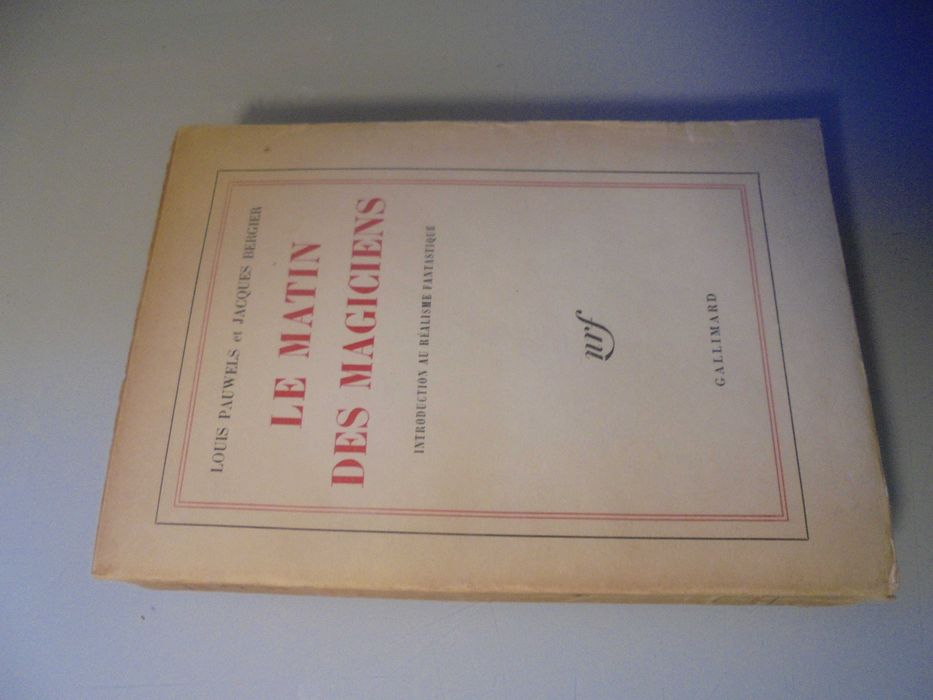 LOUIS PAUWELS et JACQUES BERGIER
LE MATIN
DES MAGICIENS
INTRODUCTION AU RÉALISME FANTASTIQUE
nrf
GALLIMARD